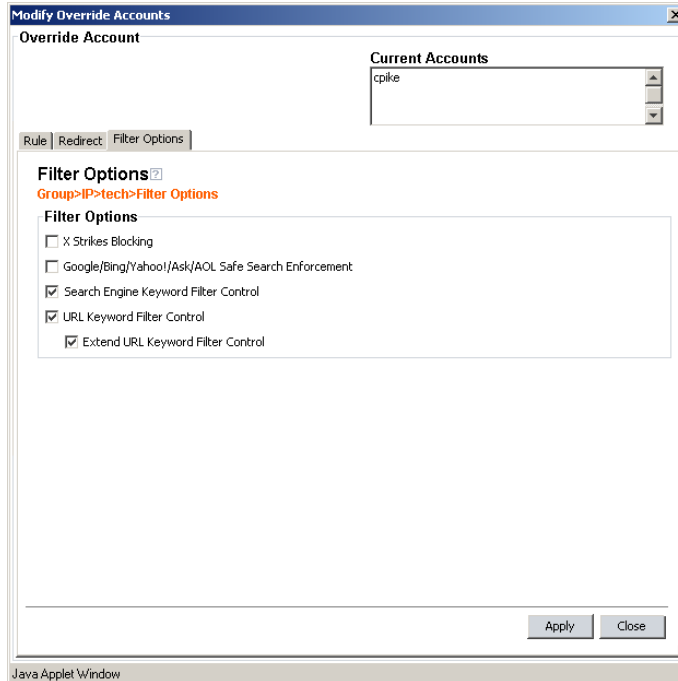 Modify Override Accounts
Override Account
Current Accounts
cpike
Rule Redirect Filter Options
Filter Options?
Group>IP>tech>Filter Options
Filter Options
X Strikes Blocking
Google/Bing/Yahoo!/Ask/AOL Safe Search Enforcement
Search Engine Keyword Filter Control
URL Keyword Filter Control
Extend URL Keyword Filter Control
Apply Close
Java Applet Window